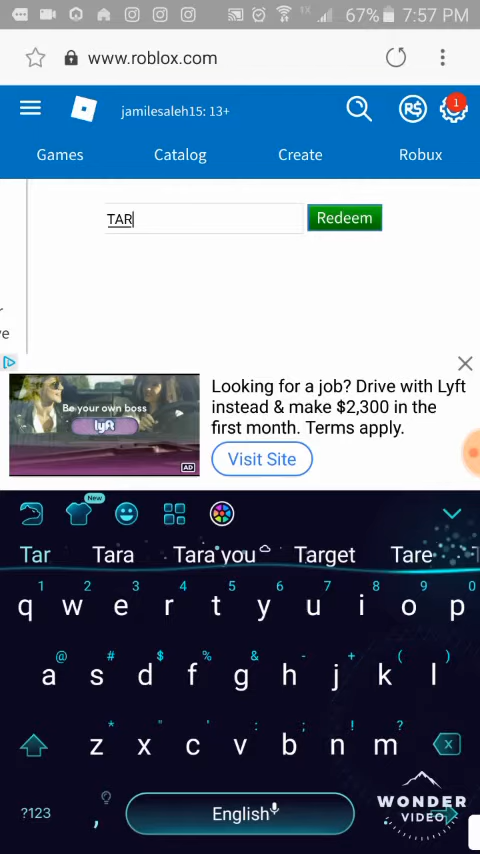 1X 67% 7:57 PM
www.roblox.com
jamilesaleh15: 13+
R$ 1
Games Catalog Create Robux
TAR Redeem
ve
Be your own boss
lyft
AD
Looking for a job? Drive with Lyft
instead & make $2,300 in the
first month. Terms apply.
Visit Site
New
Tar Tara Tara you Target Tare
1 2 3 4 5 6 7 8 9 0
q w e r t y u i o p
@ # $ % & - + ( )
a s d f g h j k l
* " ' : ; ! ?
z x c v b n m
?123 , English .
WONDER
VIDEO